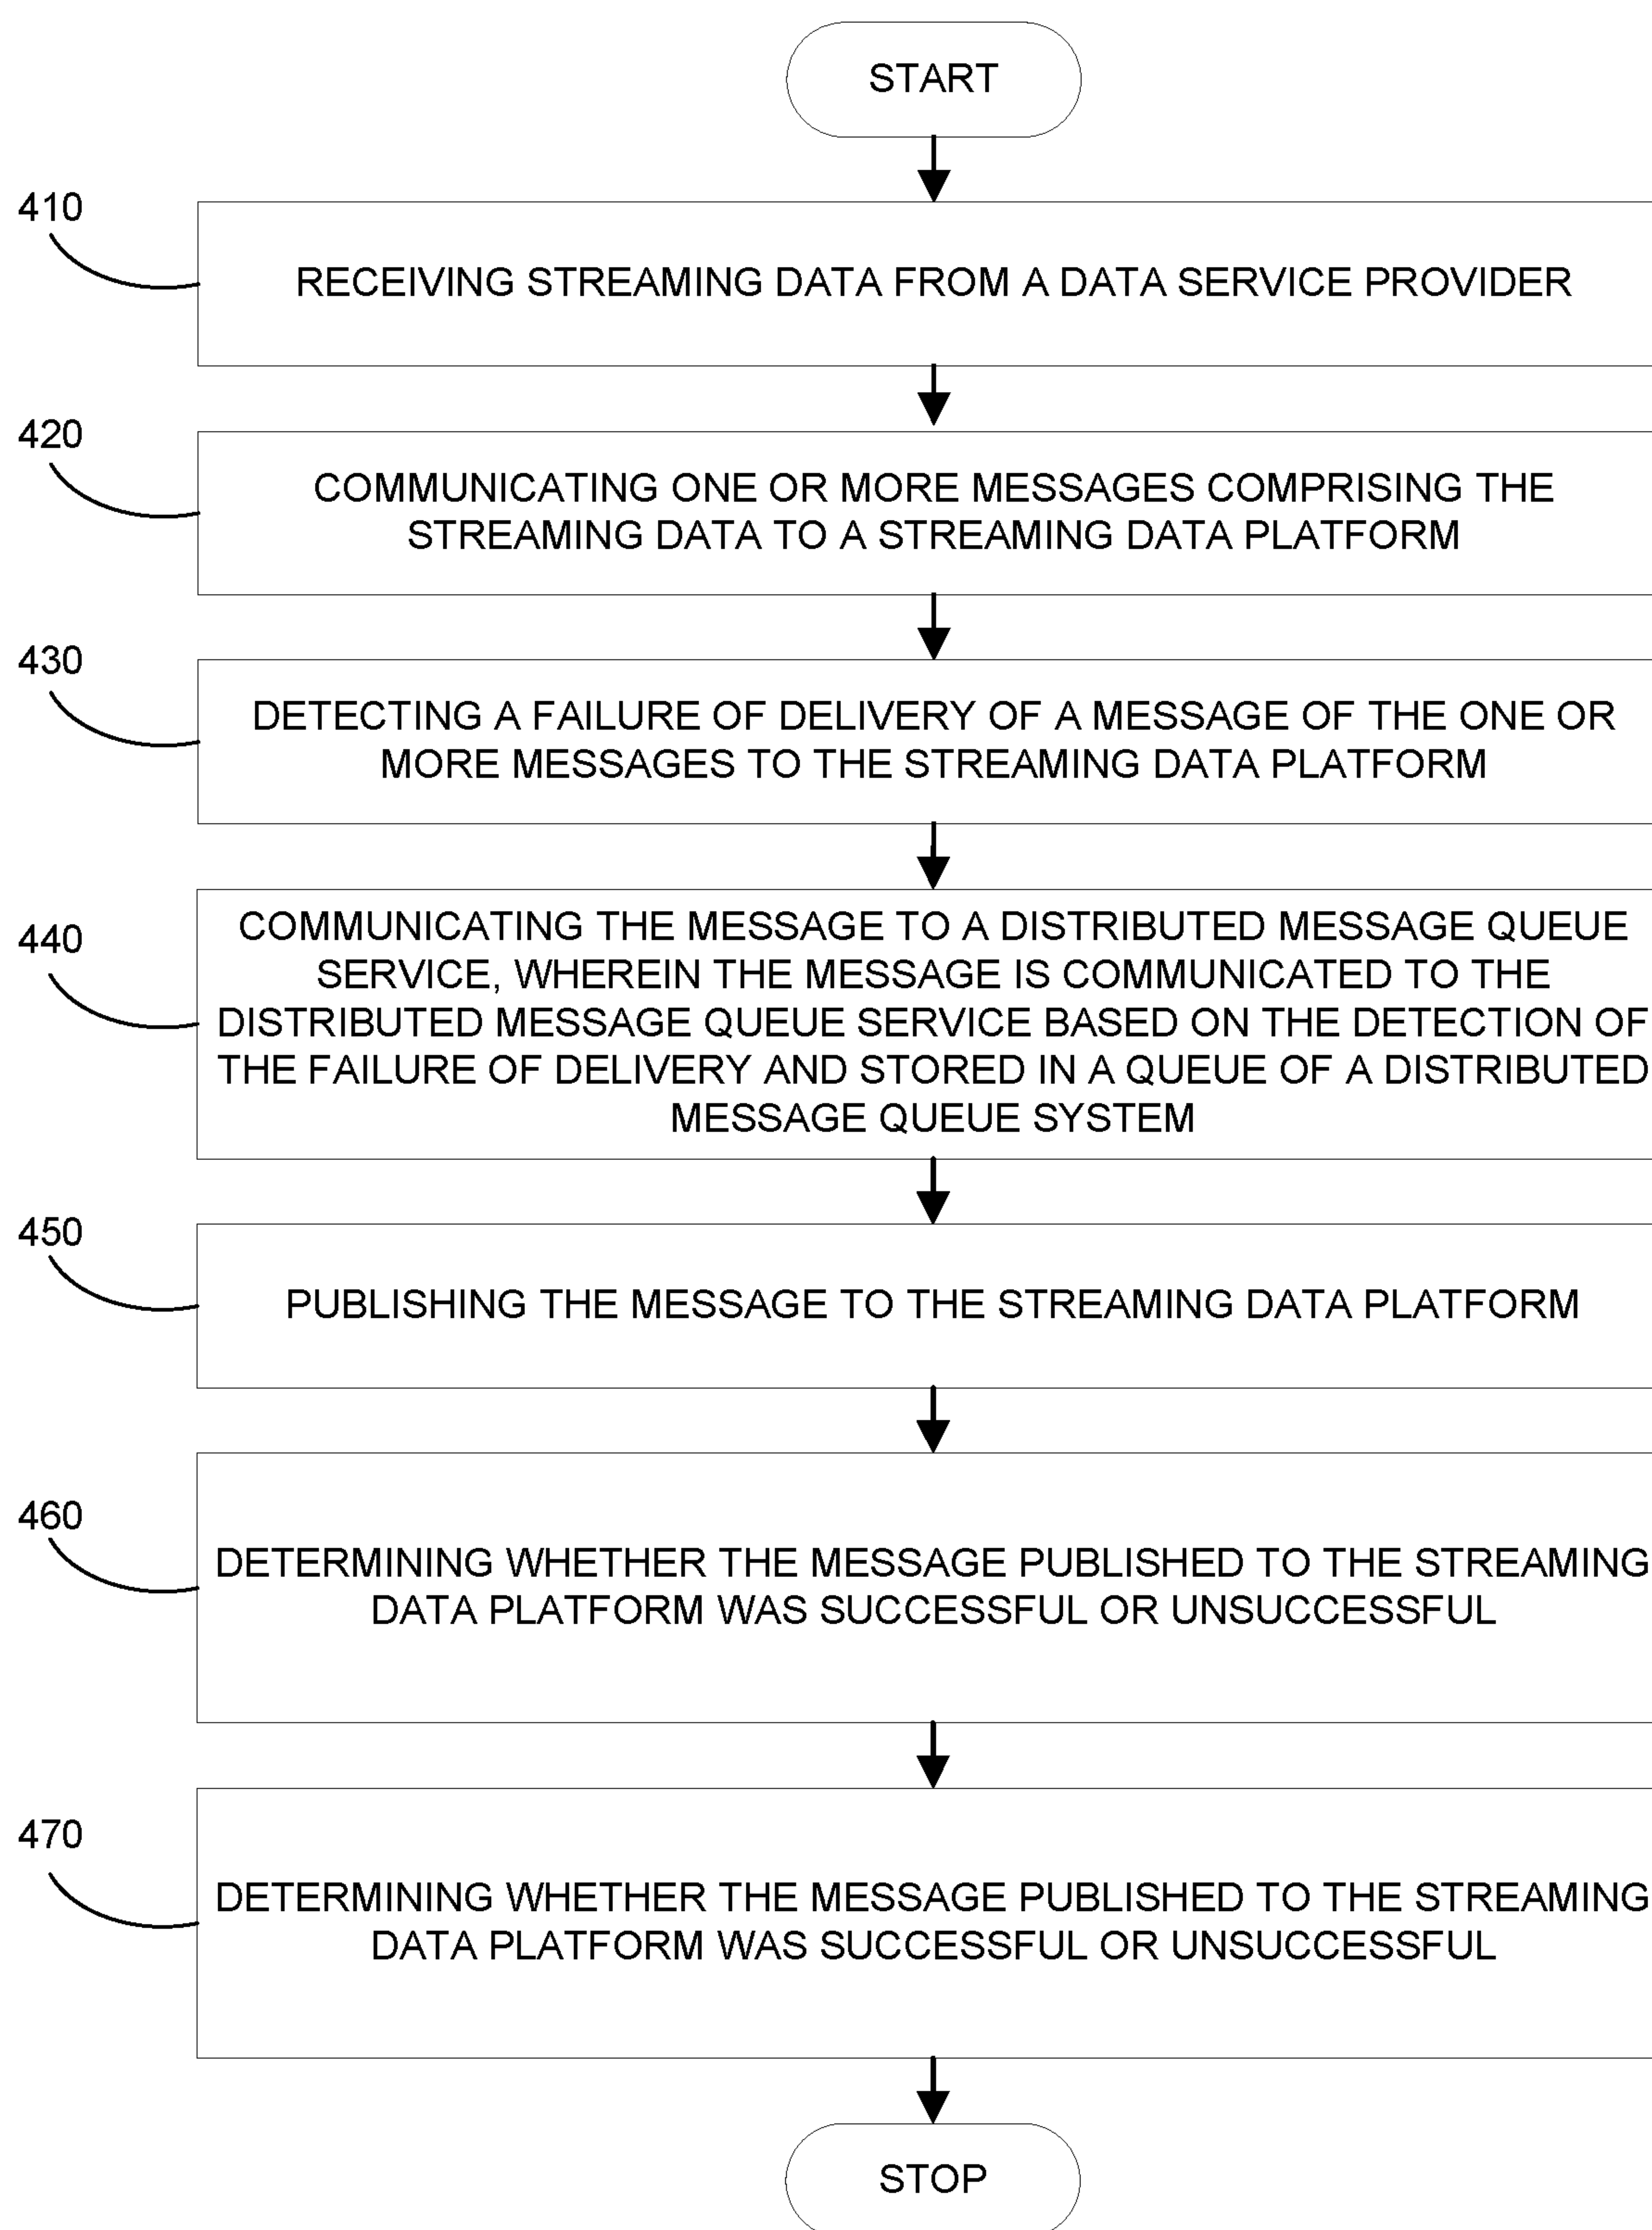 START
410
RECEIVING STREAMING DATA FROM A DATA SERVICE PROVIDER
420
COMMUNICATING ONE OR MORE MESSAGES COMPRISING THE
STREAMING DATA TO A STREAMING DATA PLATFORM
430
DETECTING A FAILURE OF DELIVERY OF A MESSAGE OF THE ONE OR
MORE MESSAGES TO THE STREAMING DATA PLATFORM
440
COMMUNICATING THE MESSAGE TO A DISTRIBUTED MESSAGE QUEUE
SERVICE, WHEREIN THE MESSAGE IS COMMUNICATED TO THE
DISTRIBUTED MESSAGE QUEUE SERVICE BASED ON THE DETECTION OF
THE FAILURE OF DELIVERY AND STORED IN A QUEUE OF A DISTRIBUTED
MESSAGE QUEUE SYSTEM
450
PUBLISHING THE MESSAGE TO THE STREAMING DATA PLATFORM
460
DETERMINING WHETHER THE MESSAGE PUBLISHED TO THE STREAMING
DATA PLATFORM WAS SUCCESSFUL OR UNSUCCESSFUL
470
DETERMINING WHETHER THE MESSAGE PUBLISHED TO THE STREAMING
DATA PLATFORM WAS SUCCESSFUL OR UNSUCCESSFUL
STOP